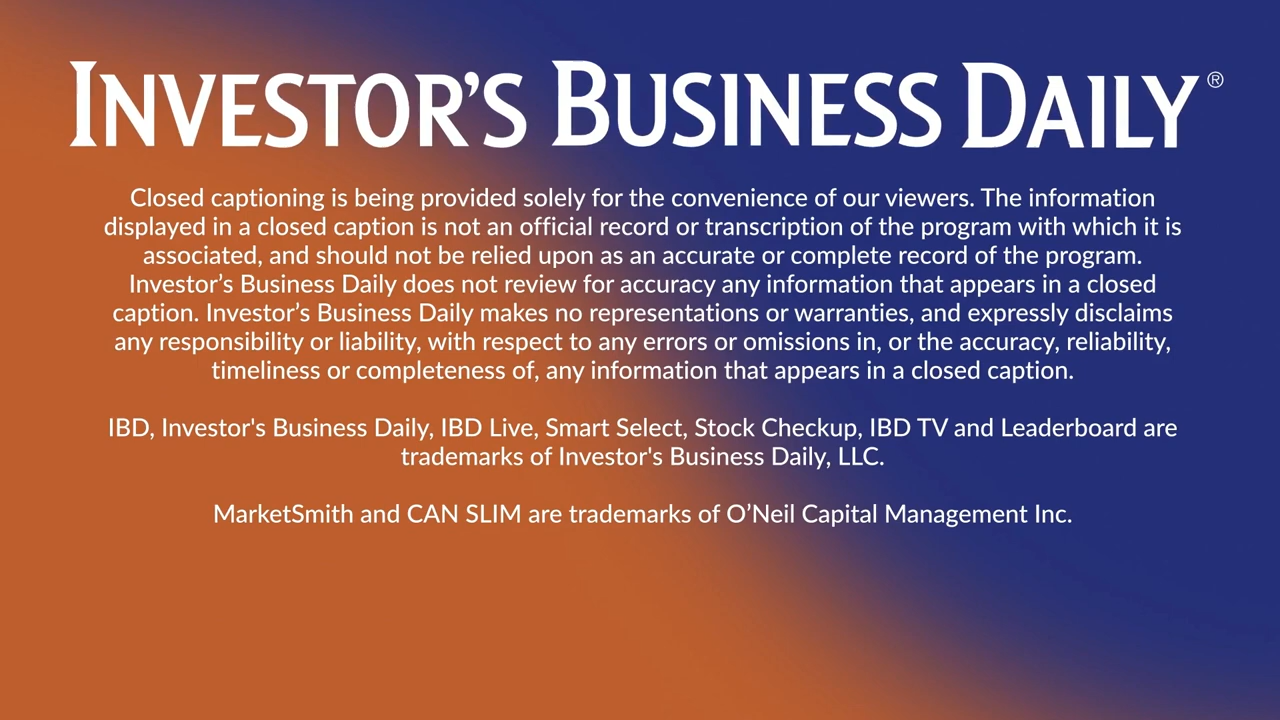 INVESTOR’S BUSINESS DAILY®
Closed captioning is being provided solely for the convenience of our viewers. The information
displayed in a closed caption is not an official record or transcription of the program with which it is
associated, and should not be relied upon as an accurate or complete record of the program.
Investor’s Business Daily does not review for accuracy any information that appears in a closed
caption. Investor’s Business Daily makes no representations or warranties, and expressly disclaims
any responsibility or liability, with respect to any errors or omissions in, or the accuracy, reliability,
timeliness or completeness of, any information that appears in a closed caption.
IBD, Investor's Business Daily, IBD Live, Smart Select, Stock Checkup, IBD TV and Leaderboard are
trademarks of Investor's Business Daily, LLC.
MarketSmith and CAN SLIM are trademarks of O’Neil Capital Management Inc.